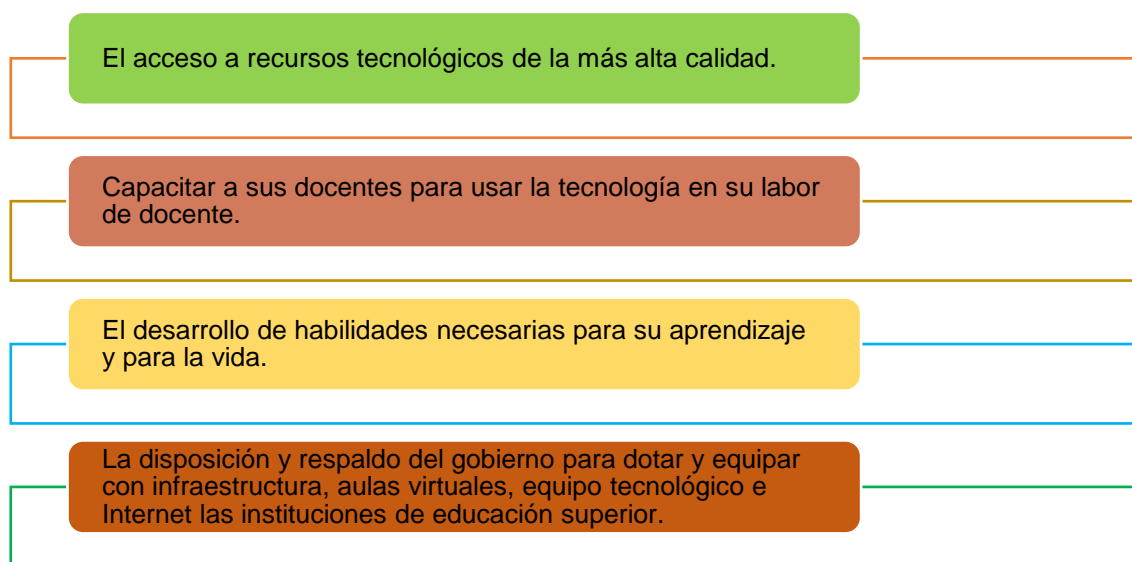 El acceso a recursos tecnológicos de la más alta calidad.
Capacitar a sus docentes para usar la tecnología en su labor
de docente.
El desarrollo de habilidades necesarias para su aprendizaje
y para la vida.
La disposición y respaldo del gobierno para dotar y equipar
con infraestructura, aulas virtuales, equipo tecnológico e
Internet las instituciones de educación superior.